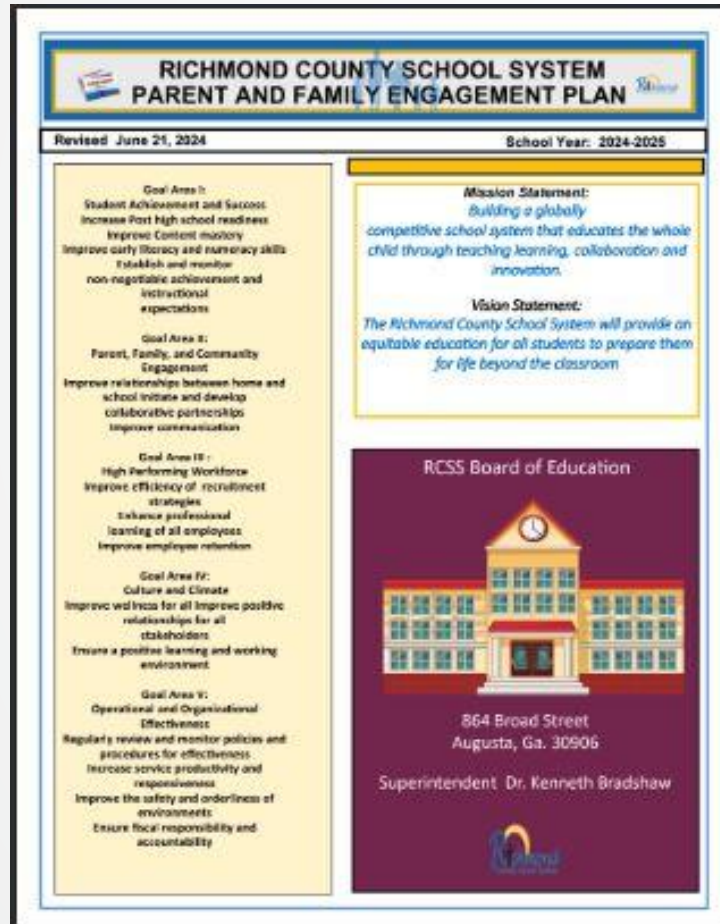 RICHMOND COUNTY SCHOOL SYSTEM
PARENT AND FAMILY ENGAGEMENT PLAN
Revised June 21, 2024
School Year: 2024-2025
Goal Area I:
Student Achievement and Success
Increase Post high school readiness
Improve Content mastery
Improve early literacy and numeracy skills
Establish and monitor
non-negotiable achievement and
instructional
expectations
Goal Area II:
Parent, Family, and Community
Engagement
Improve relationships between home and
school Initiate and develop
collaborative partnerships
Improve communication
Goal Area III :
High Performing Workforce
Improve efficiency of recruitment
strategies
Enhance professional
learning of all employees
Improve employee retention
Goal Area IV:
Culture and Climate
Improve wellness for all Improve positive
relationships for all
stakeholders
Ensure a positive learning and working
environment
Goal Area V:
Operational and Organizational
Effectiveness
Regularly review and monitor policies and
procedures for effectiveness
Increase service productivity and
responsiveness
Improve the safety and orderliness of
environments
Ensure fiscal responsibility and
accountability
Mission Statement:
Building a globally
competitive school system that educates the whole
child through teaching learning, collaboration and
innovation.
Vision Statement:
The Richmond County School System will provide an
equitable education for all students to prepare them
for life beyond the classroom
RCSS Board of Education
864 Broad Street
Augusta, Ga. 30906
Superintendent Dr. Kenneth Bradshaw
Richmond